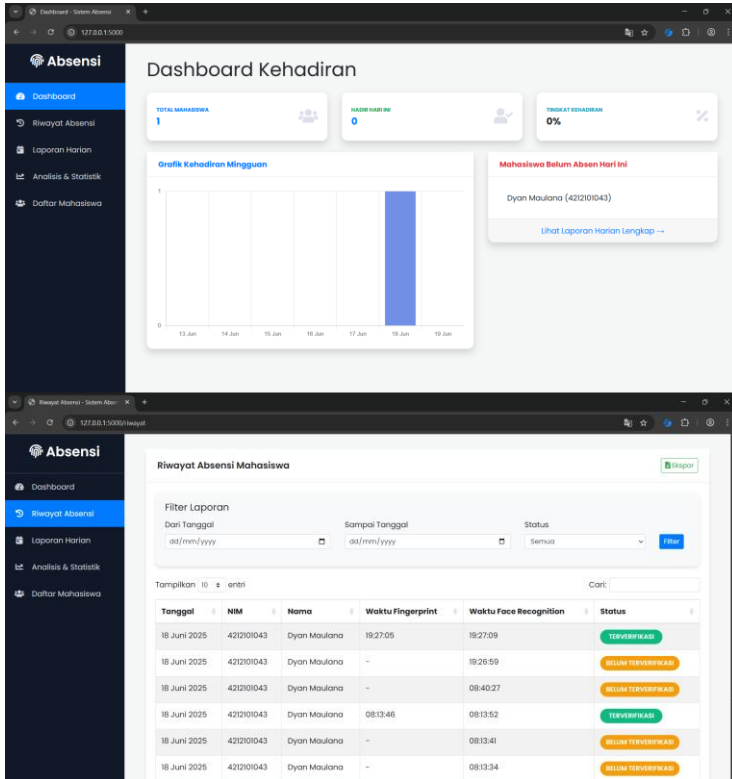 Dashboard - Sistem Absensi
127.0.0.1:5000
Absensi
Dashboard
Riwayat Absensi
Laporan Harian
Analisis & Statistik
Daftar Mahasiswa
Dashboard Kehadiran
TOTAL MAHASISWA
1
HADIR HARI INI
0
TINGKAT KEHADIRAN
0%
Grafik Kehadiran Mingguan
1
0
13 Jun 14 Jun 15 Jun 16 Jun 17 Jun 18 Jun 19 Jun
Mahasiswa Belum Absen Hari Ini
Dyan Maulana (4212101043)
Lihat Laporan Harian Lengkap →
Riwayat Absensi - Sistem Abse
127.0.0.1:5000/riwayat
Absensi
Dashboard
Riwayat Absensi
Laporan Harian
Analisis & Statistik
Daftar Mahasiswa
Riwayat Absensi Mahasiswa
Ekspor
Filter Laporan
Dari Tanggal Sampai Tanggal Status
dd/mm/yyyy dd/mm/yyyy Semua Filter
Tampilkan 10 entri Cari:
Tanggal NIM Nama Waktu Fingerprint Waktu Face Recognition Status
18 Juni 2025 4212101043 Dyan Maulana 19:27:05 19:27:09 TERVERIFIKASI
18 Juni 2025 4212101043 Dyan Maulana - 19:26:59 BELUM TERVERIFIKASI
18 Juni 2025 4212101043 Dyan Maulana - 08:40:27 BELUM TERVERIFIKASI
18 Juni 2025 4212101043 Dyan Maulana 08:13:46 08:13:52 TERVERIFIKASI
18 Juni 2025 4212101043 Dyan Maulana - 08:13:41 BELUM TERVERIFIKASI
18 Juni 2025 4212101043 Dyan Maulana - 08:13:34 BELUM TERVERIFIKASI